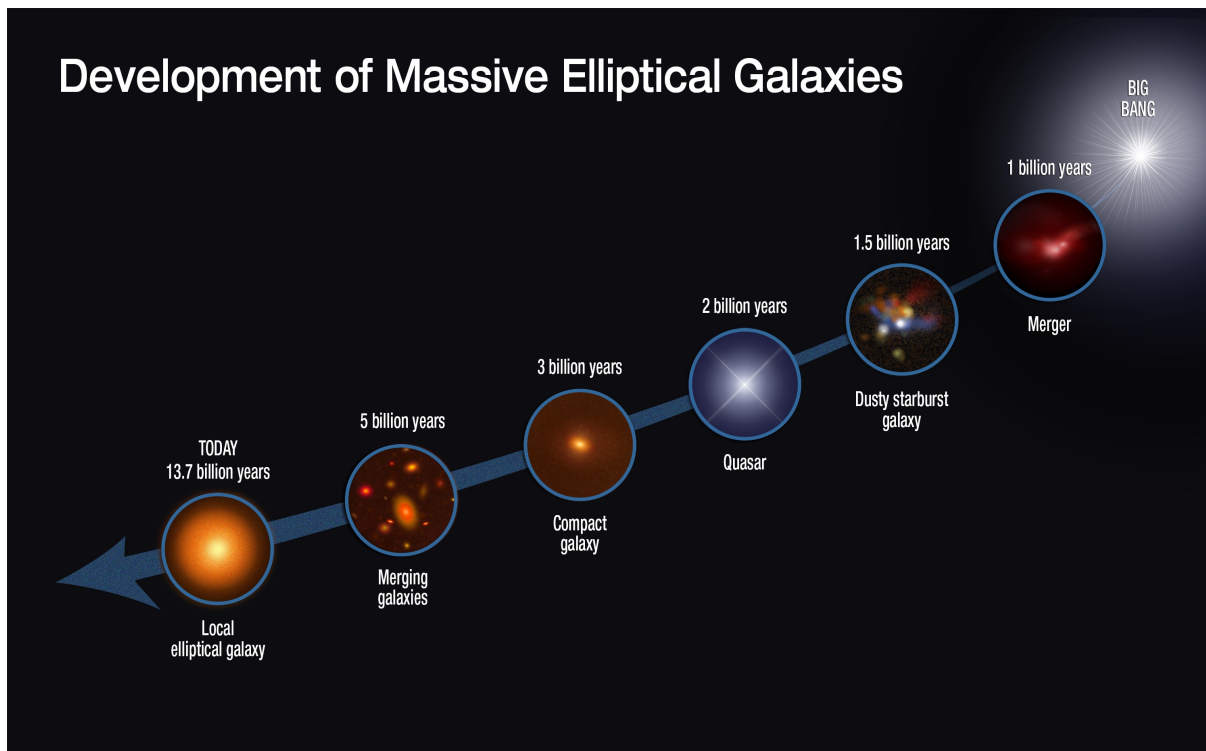 Development of Massive Elliptical Galaxies
BIG
BANG
1 billion years
Merger
1.5 billion years
Dusty starburst
galaxy
2 billion years
Quasar
3 billion years
Compact
galaxy
5 billion years
Merging
galaxies
TODAY
13.7 billion years
Local
elliptical galaxy